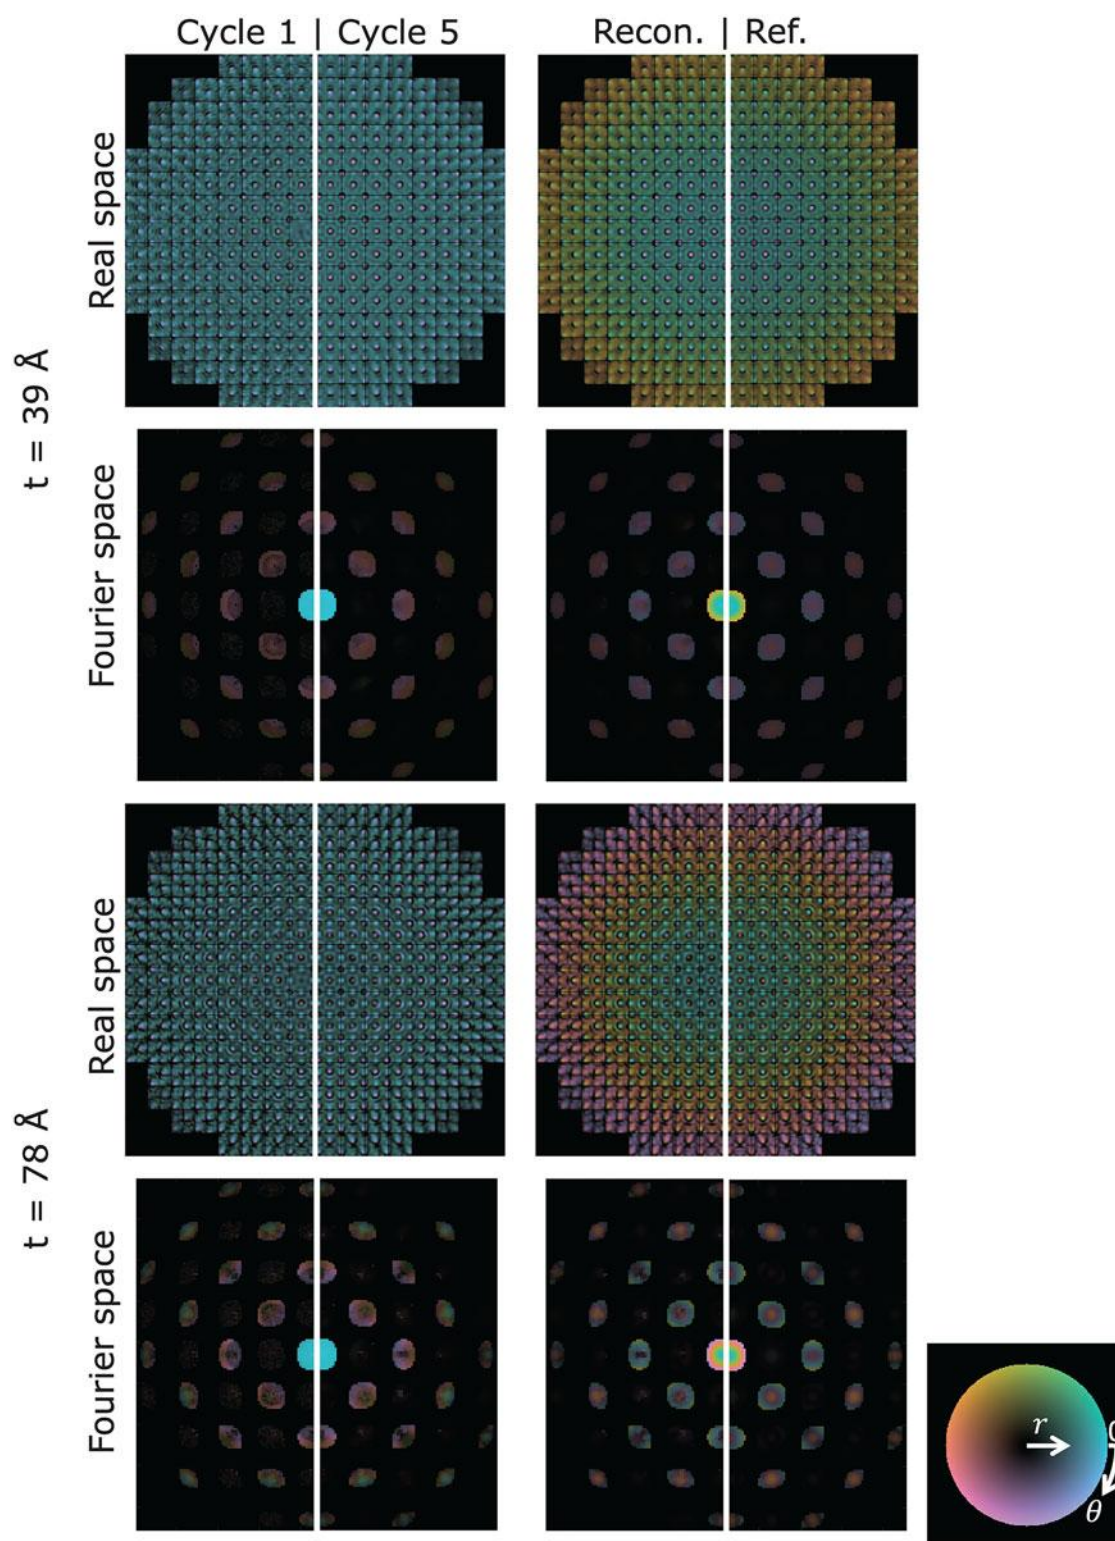 Cycle 1 | Cycle 5
Recon. | Ref.
t = 39 Å
Real space
Fourier space
t = 78 Å
Real space
Fourier space
r
θ